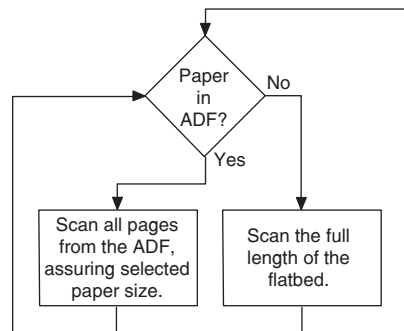 Paper
in
ADF?
No
Yes
Scan all pages
from the ADF,
assuring selected
paper size.
Scan the full
length of the
flatbed.